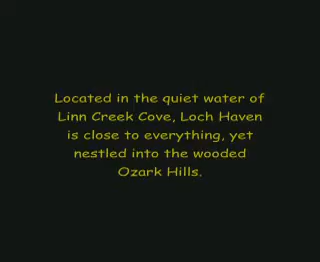 Located in the quiet water of
Linn Creek Cove, Loch Haven
is close to everything, yet
nestled into the wooded
Ozark Hills.